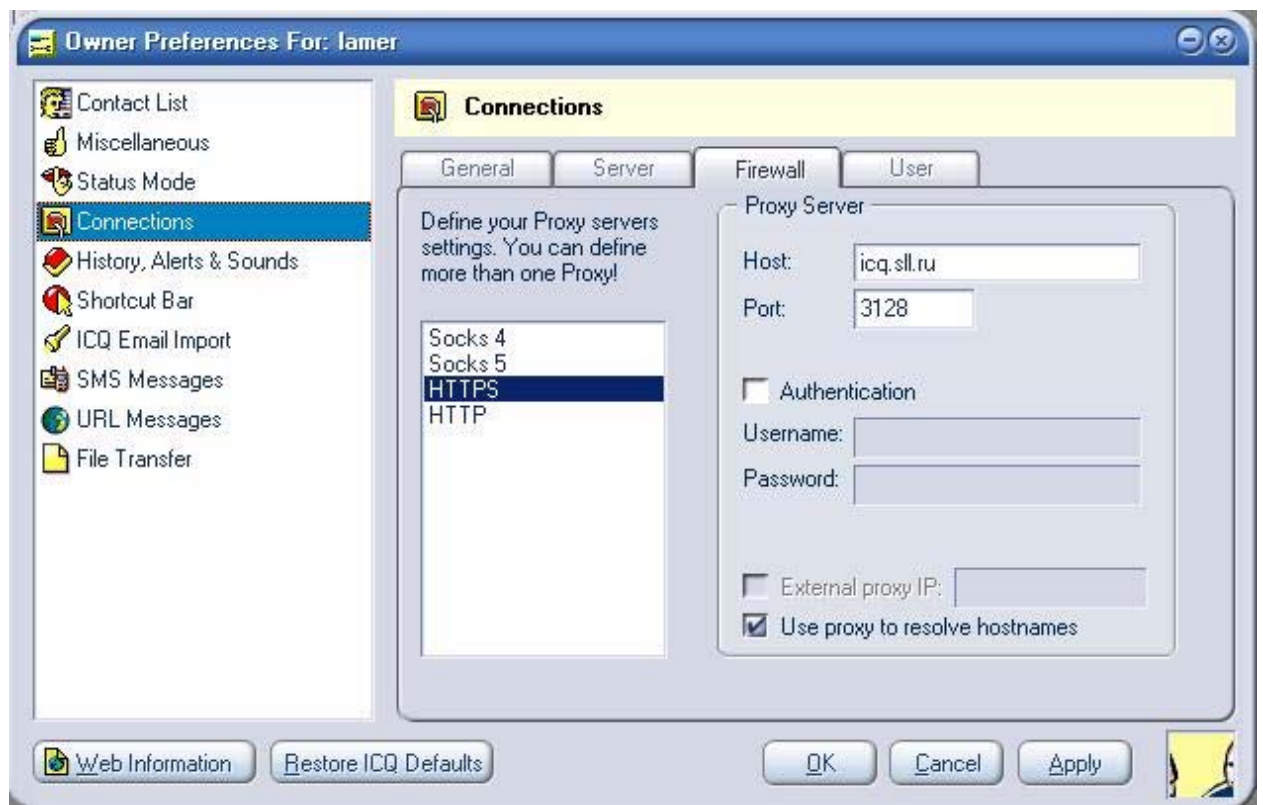 Owner Preferences For: lamer
Contact List
Miscellaneous
Status Mode
Connections
History, Alerts & Sounds
Shortcut Bar
ICQ Email Import
SMS Messages
URL Messages
File Transfer
Connections
General
Server
Firewall
User
Define your Proxy servers
settings. You can define
more than one Proxy!
Socks 4
Socks 5
HTTPS
HTTP
Proxy Server
Host: icq.sll.ru
Port: 3128
Authentication
Username:
Password:
External proxy IP:
Use proxy to resolve hostnames
Web Information
Restore ICQ Defaults
OK
Cancel
Apply